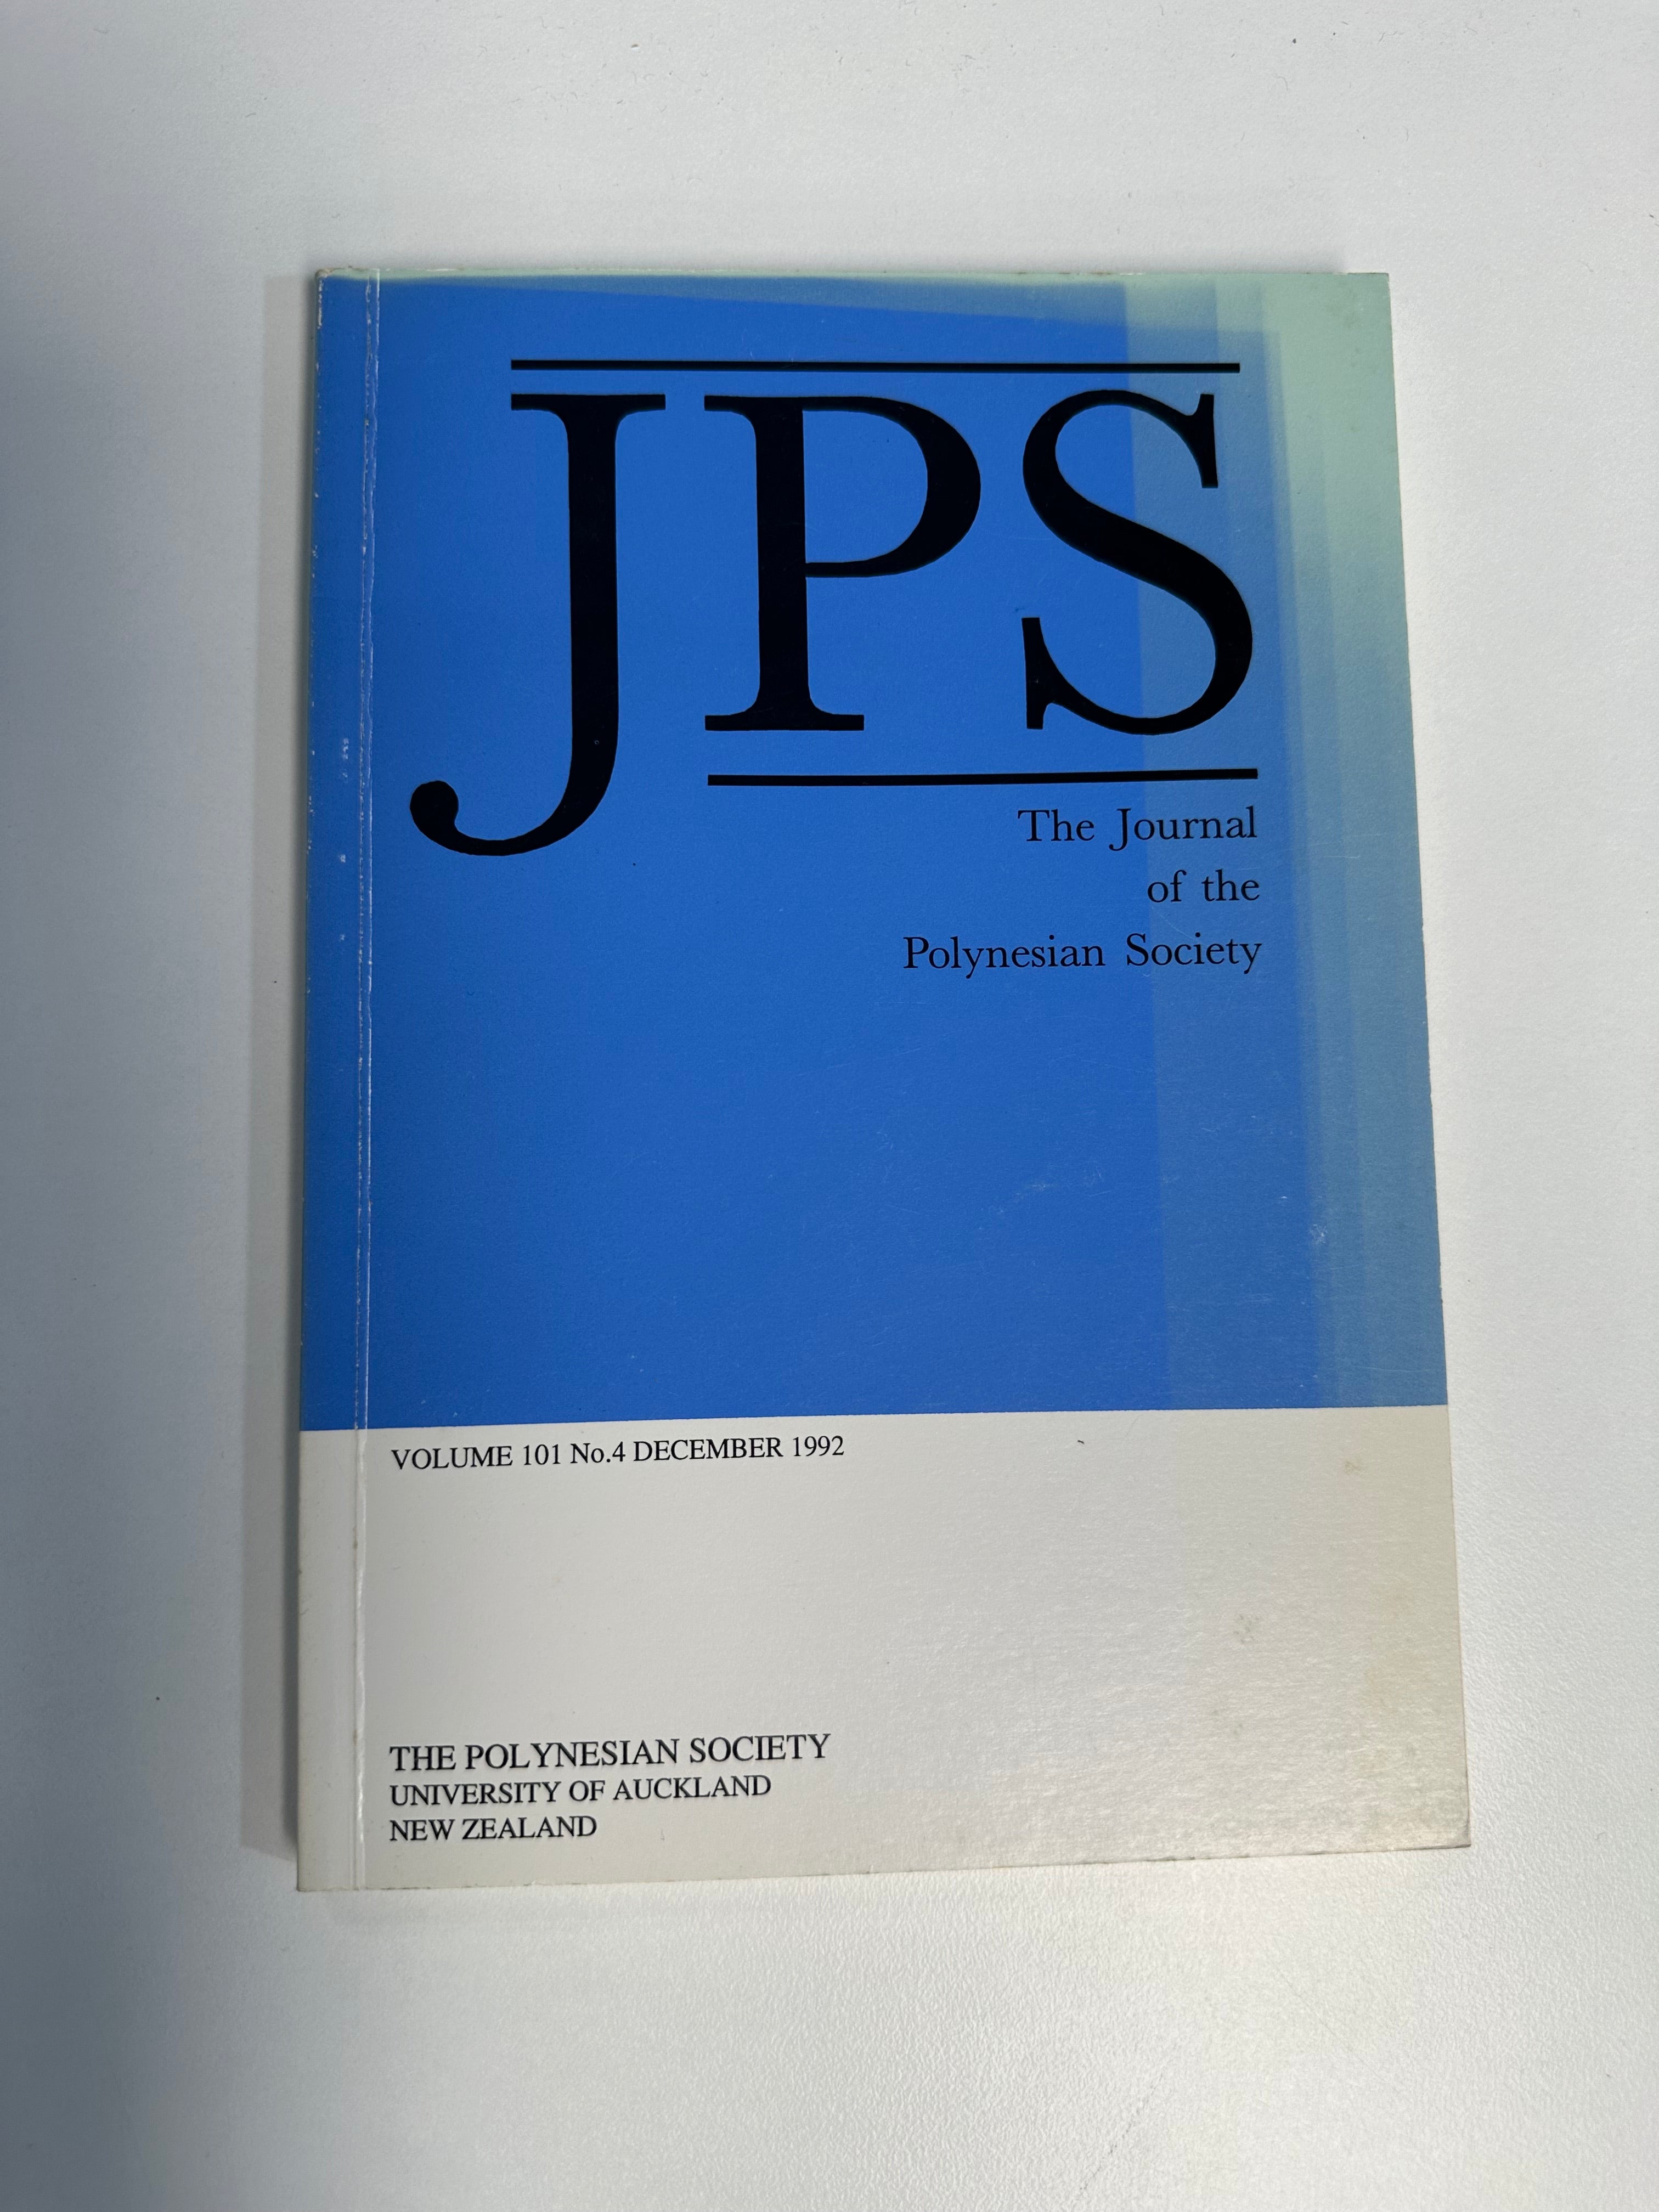 JPS
The Journal
of the
Polynesian Society
VOLUME 101 No.4 DECEMBER 1992
THE POLYNESIAN SOCIETY
UNIVERSITY OF AUCKLAND
NEW ZEALAND